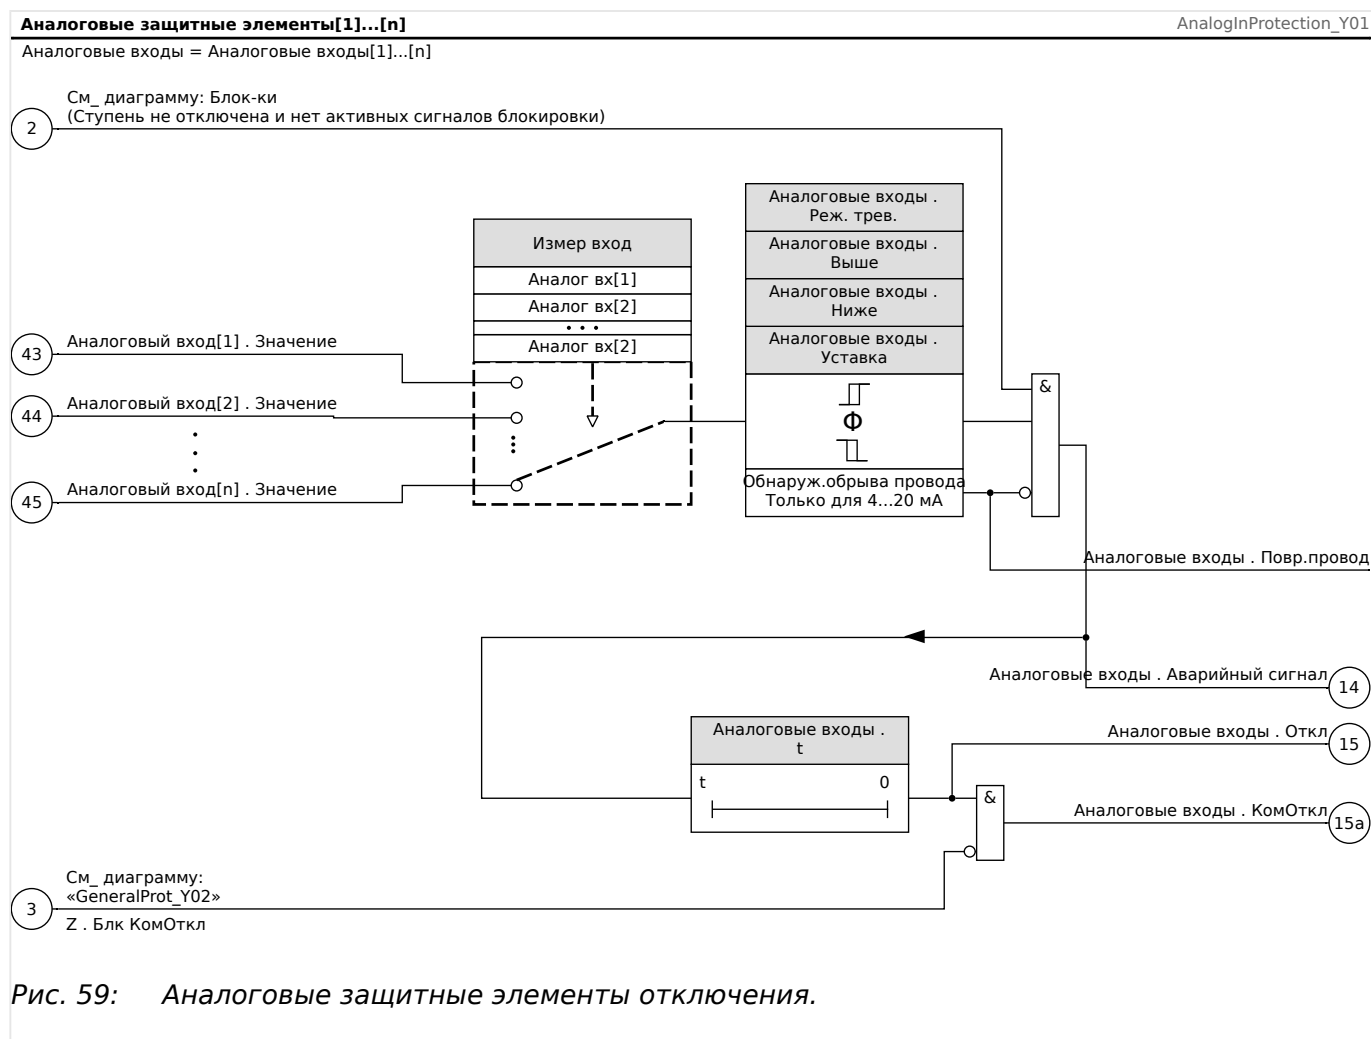 Аналоговые защитные элементы[1]...[n]
AnalogInProtection_Y01
Аналоговые входы = Аналоговые входы[1]...[n]
См_ диаграмму: Блок-ки
(Ступень не отключена и нет активных сигналов блокировки)
2
Аналоговые входы .
Реж. трев.
Аналоговые входы .
Выше
Аналоговые входы .
Ниже
Аналоговые входы .
Уставка
Φ
Обнаруж.обрыва провода
Только для 4...20 мА
Измер вход
Аналог вх[1]
Аналог вх[2]
• • •
Аналог вх[2]
43
Аналоговый вход[1] . Значение
44
Аналоговый вход[2] . Значение
45
Аналоговый вход[n] . Значение
&
Аналоговые входы . Повр.провод
Аналоговые входы . Аварийный сигнал
14
Аналоговые входы .
t
t
0
Аналоговые входы . Откл
15
&
Аналоговые входы . КомОткл
15a
См_ диаграмму:
«GeneralProt_Y02»
3
Z . Блк КомОткл
Рис. 59: Аналоговые защитные элементы отключения.